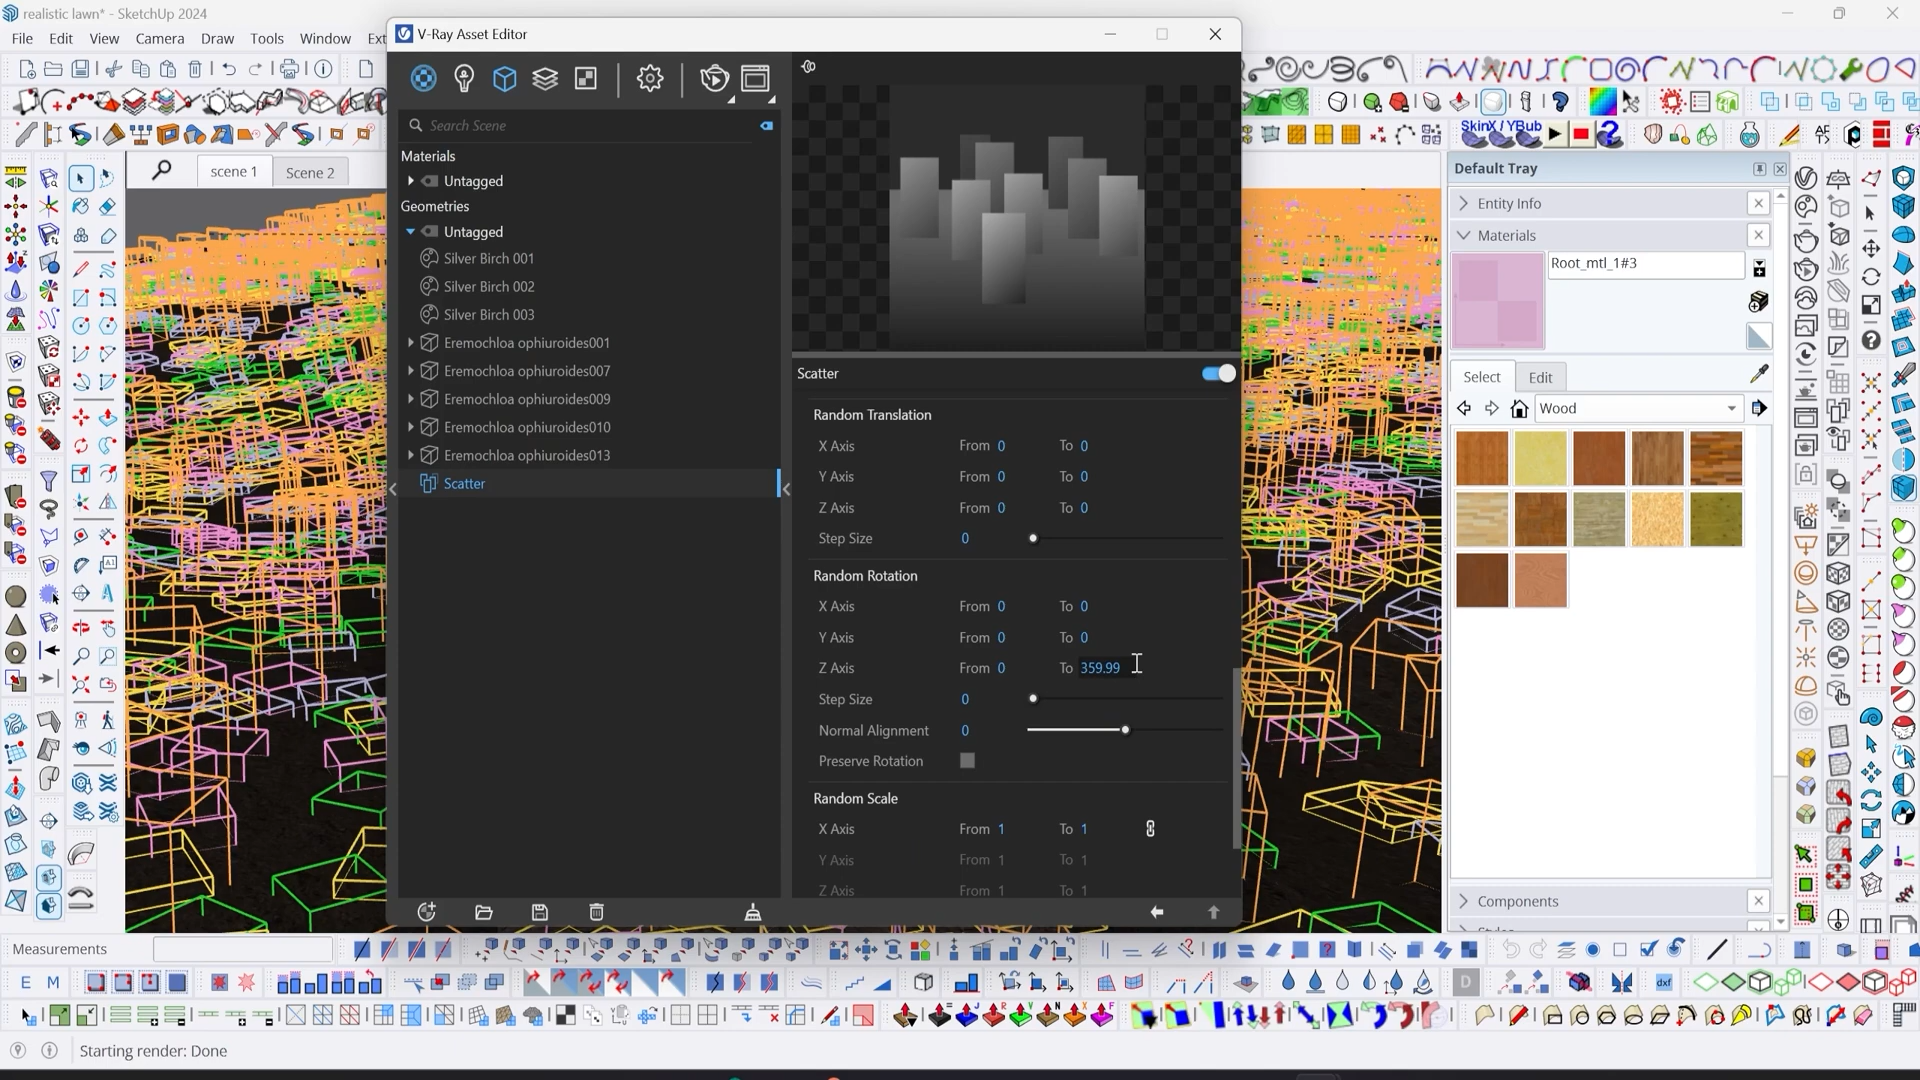 realistic lawn* - SketchUp 2024
File Edit View Camera Draw Tools Window Ext
V-Ray Asset Editor
Search Scene
Materials
Untagged
Geometries
Untagged
Silver Birch 001
Silver Birch 002
Silver Birch 003
Eremochloa ophiuroides001
Eremochloa ophiuroides007
Eremochloa ophiuroides009
Eremochloa ophiuroides010
Eremochloa ophiuroides013
Scatter
Scatter
Random Translation
X Axis From 0 To 0
Y Axis From 0 To 0
Z Axis From 0 To 0
Step Size 0
Random Rotation
X Axis From 0 To 0
Y Axis From 0 To 0
Z Axis From 0 To 359.99
Step Size 0
Normal Alignment 0
Preserve Rotation
Random Scale
X Axis From 1 To 1
Y Axis From 1 To 1
Z Axis From 1 To 1
scene 1 Scene 2
SkinX / YBub
Default Tray
Entity Info
Materials
Root_mtl_1#3
Select Edit
Wood
Components
Measurements
E M
D
dxf
Starting render: Done